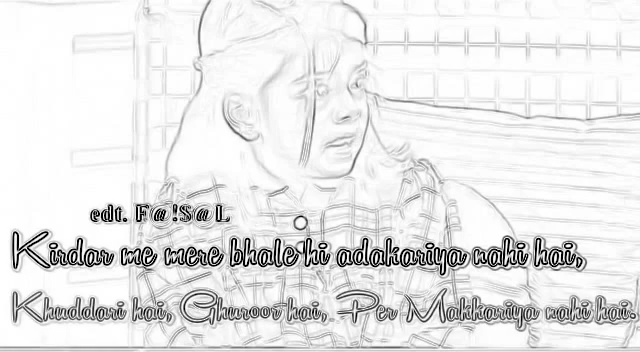 edt. F@!S@L
Kirdar me mere bhale hi adakariya nahi hai,
Khuddari hai, Ghuroor hai, Per Makkariya nahi hai.